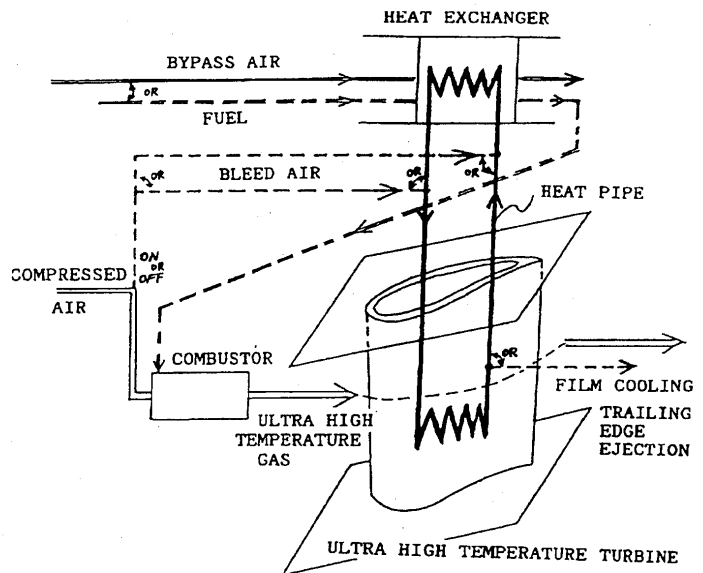 HEAT EXCHANGER
BYPASS AIR
OR
FUEL
OR
BLEED AIR
OR
OR
HEAT PIPE
ON
OR
OFF
COMPRESSED
AIR
COMBUSTOR
OR
FILM COOLING
ULTRA HIGH
TEMPERATURE
GAS
TRAILING
EDGE
EJECTION
ULTRA HIGH TEMPERATURE TURBINE